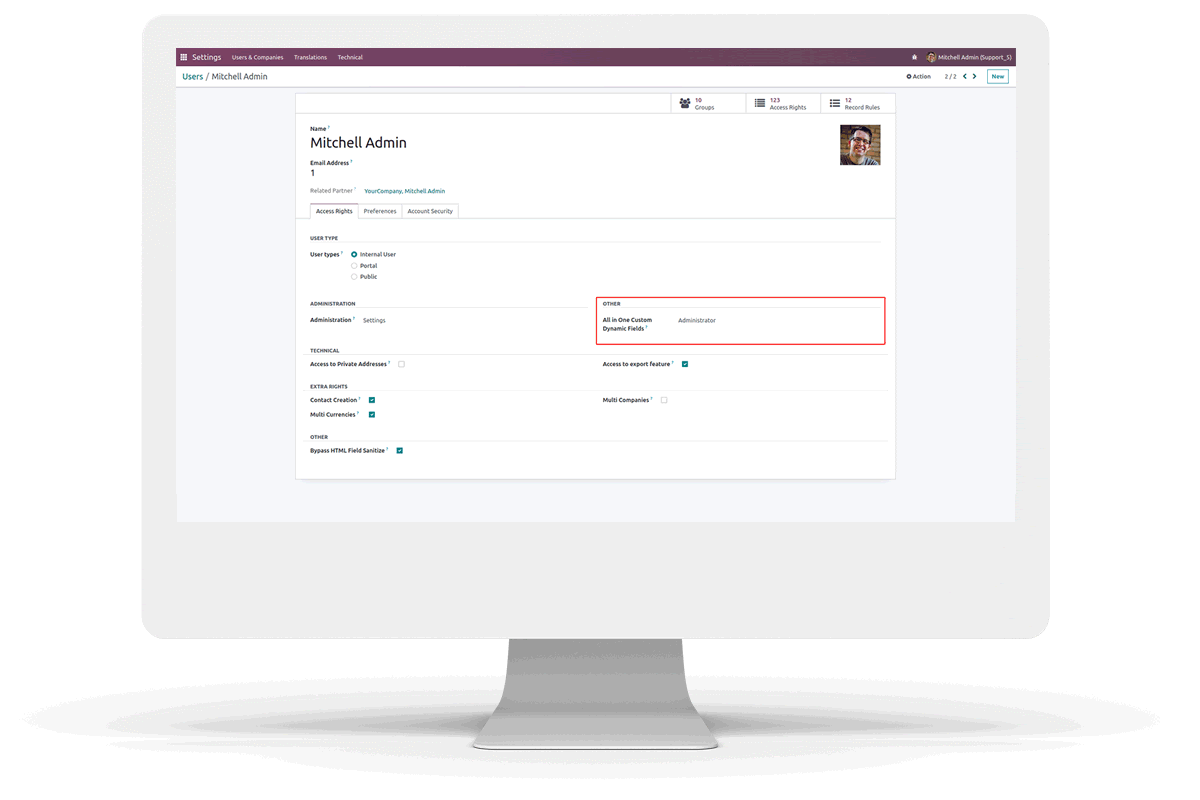 Settings Users & Companies Translations Technical Mitchell Admin (Support_S)
Users / Mitchell Admin Action 2 / 2 New
10 Groups
123 Access Rights
12 Record Rules
Name ?
Mitchell Admin
Email Address ?
1
Related Partner ? YourCompany, Mitchell Admin
Access Rights Preferences Account Security
USER TYPE
User types ? Internal User
Portal
Public
ADMINISTRATION OTHER
Administration ? Settings
All in One Custom Administrator
Dynamic Fields ?
TECHNICAL
Access to Private Addresses ? Access to export feature ?
EXTRA RIGHTS
Contact Creation ? Multi Companies ?
Multi Currencies ?
OTHER
Bypass HTML Field Sanitize ?